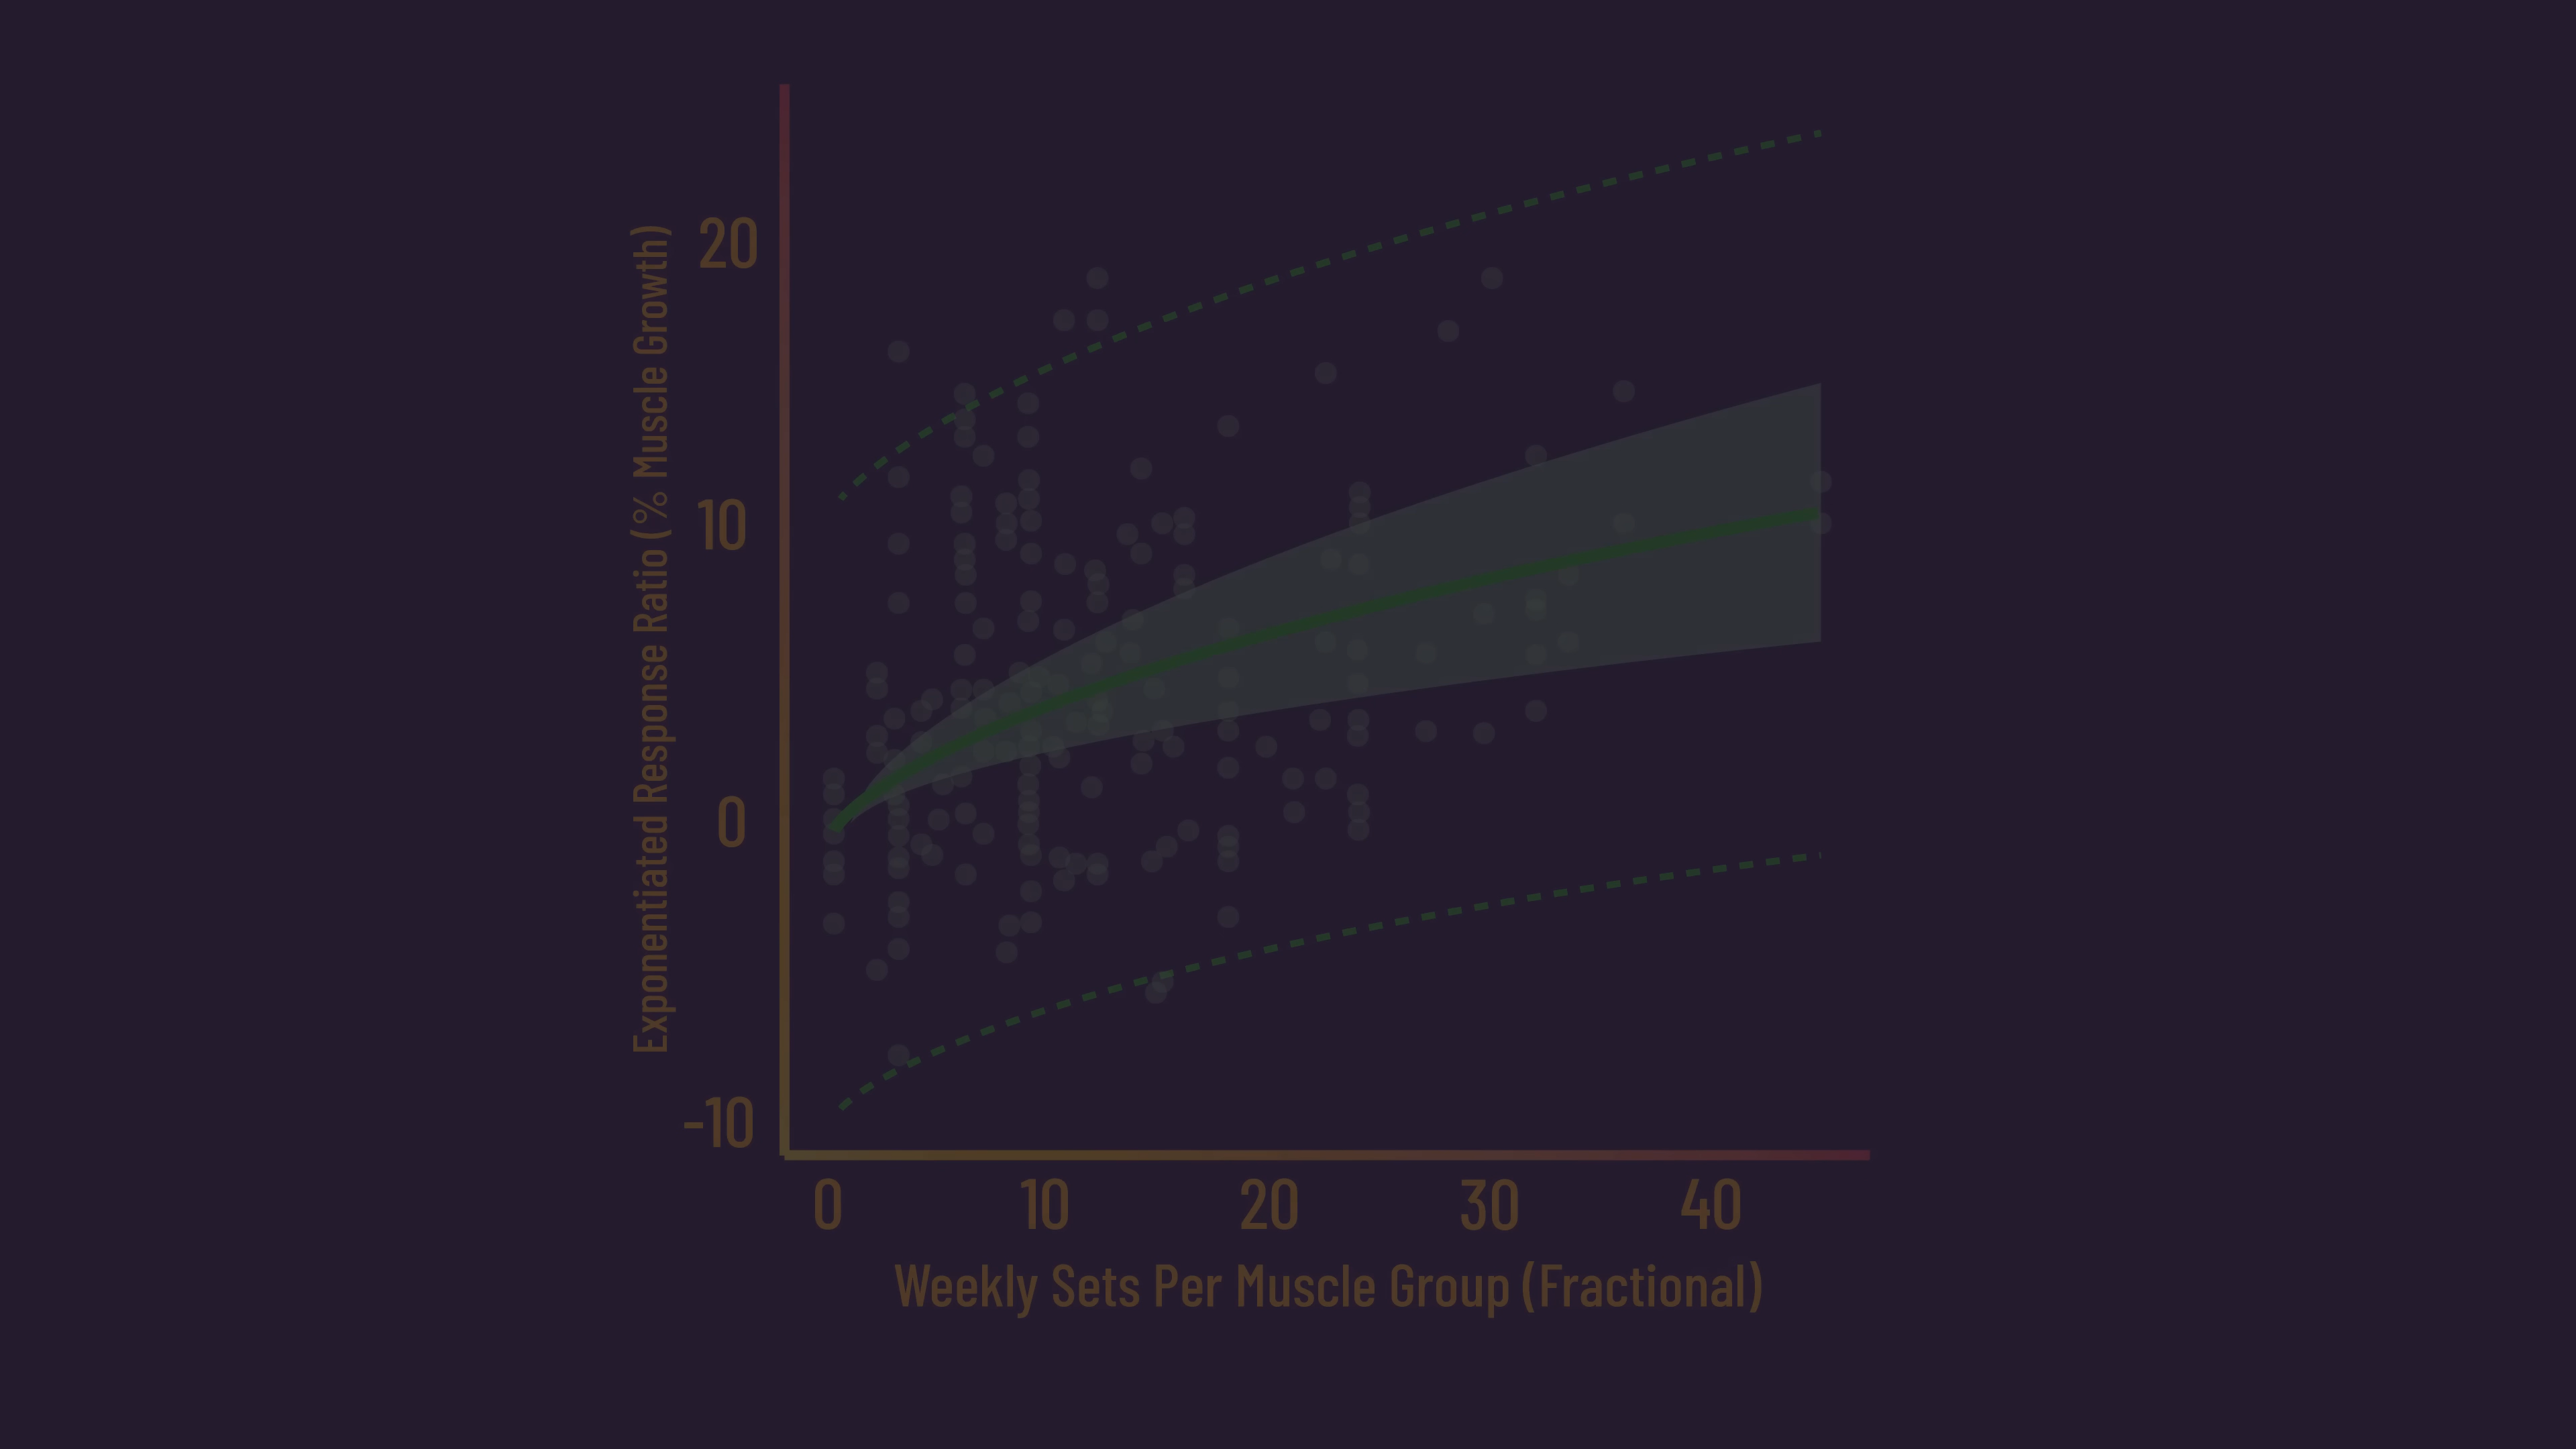 Exponentiated Response Ratio (% Muscle Growth)
20
10
0
-10
0 10 20 30 40
Weekly Sets Per Muscle Group (Fractional)